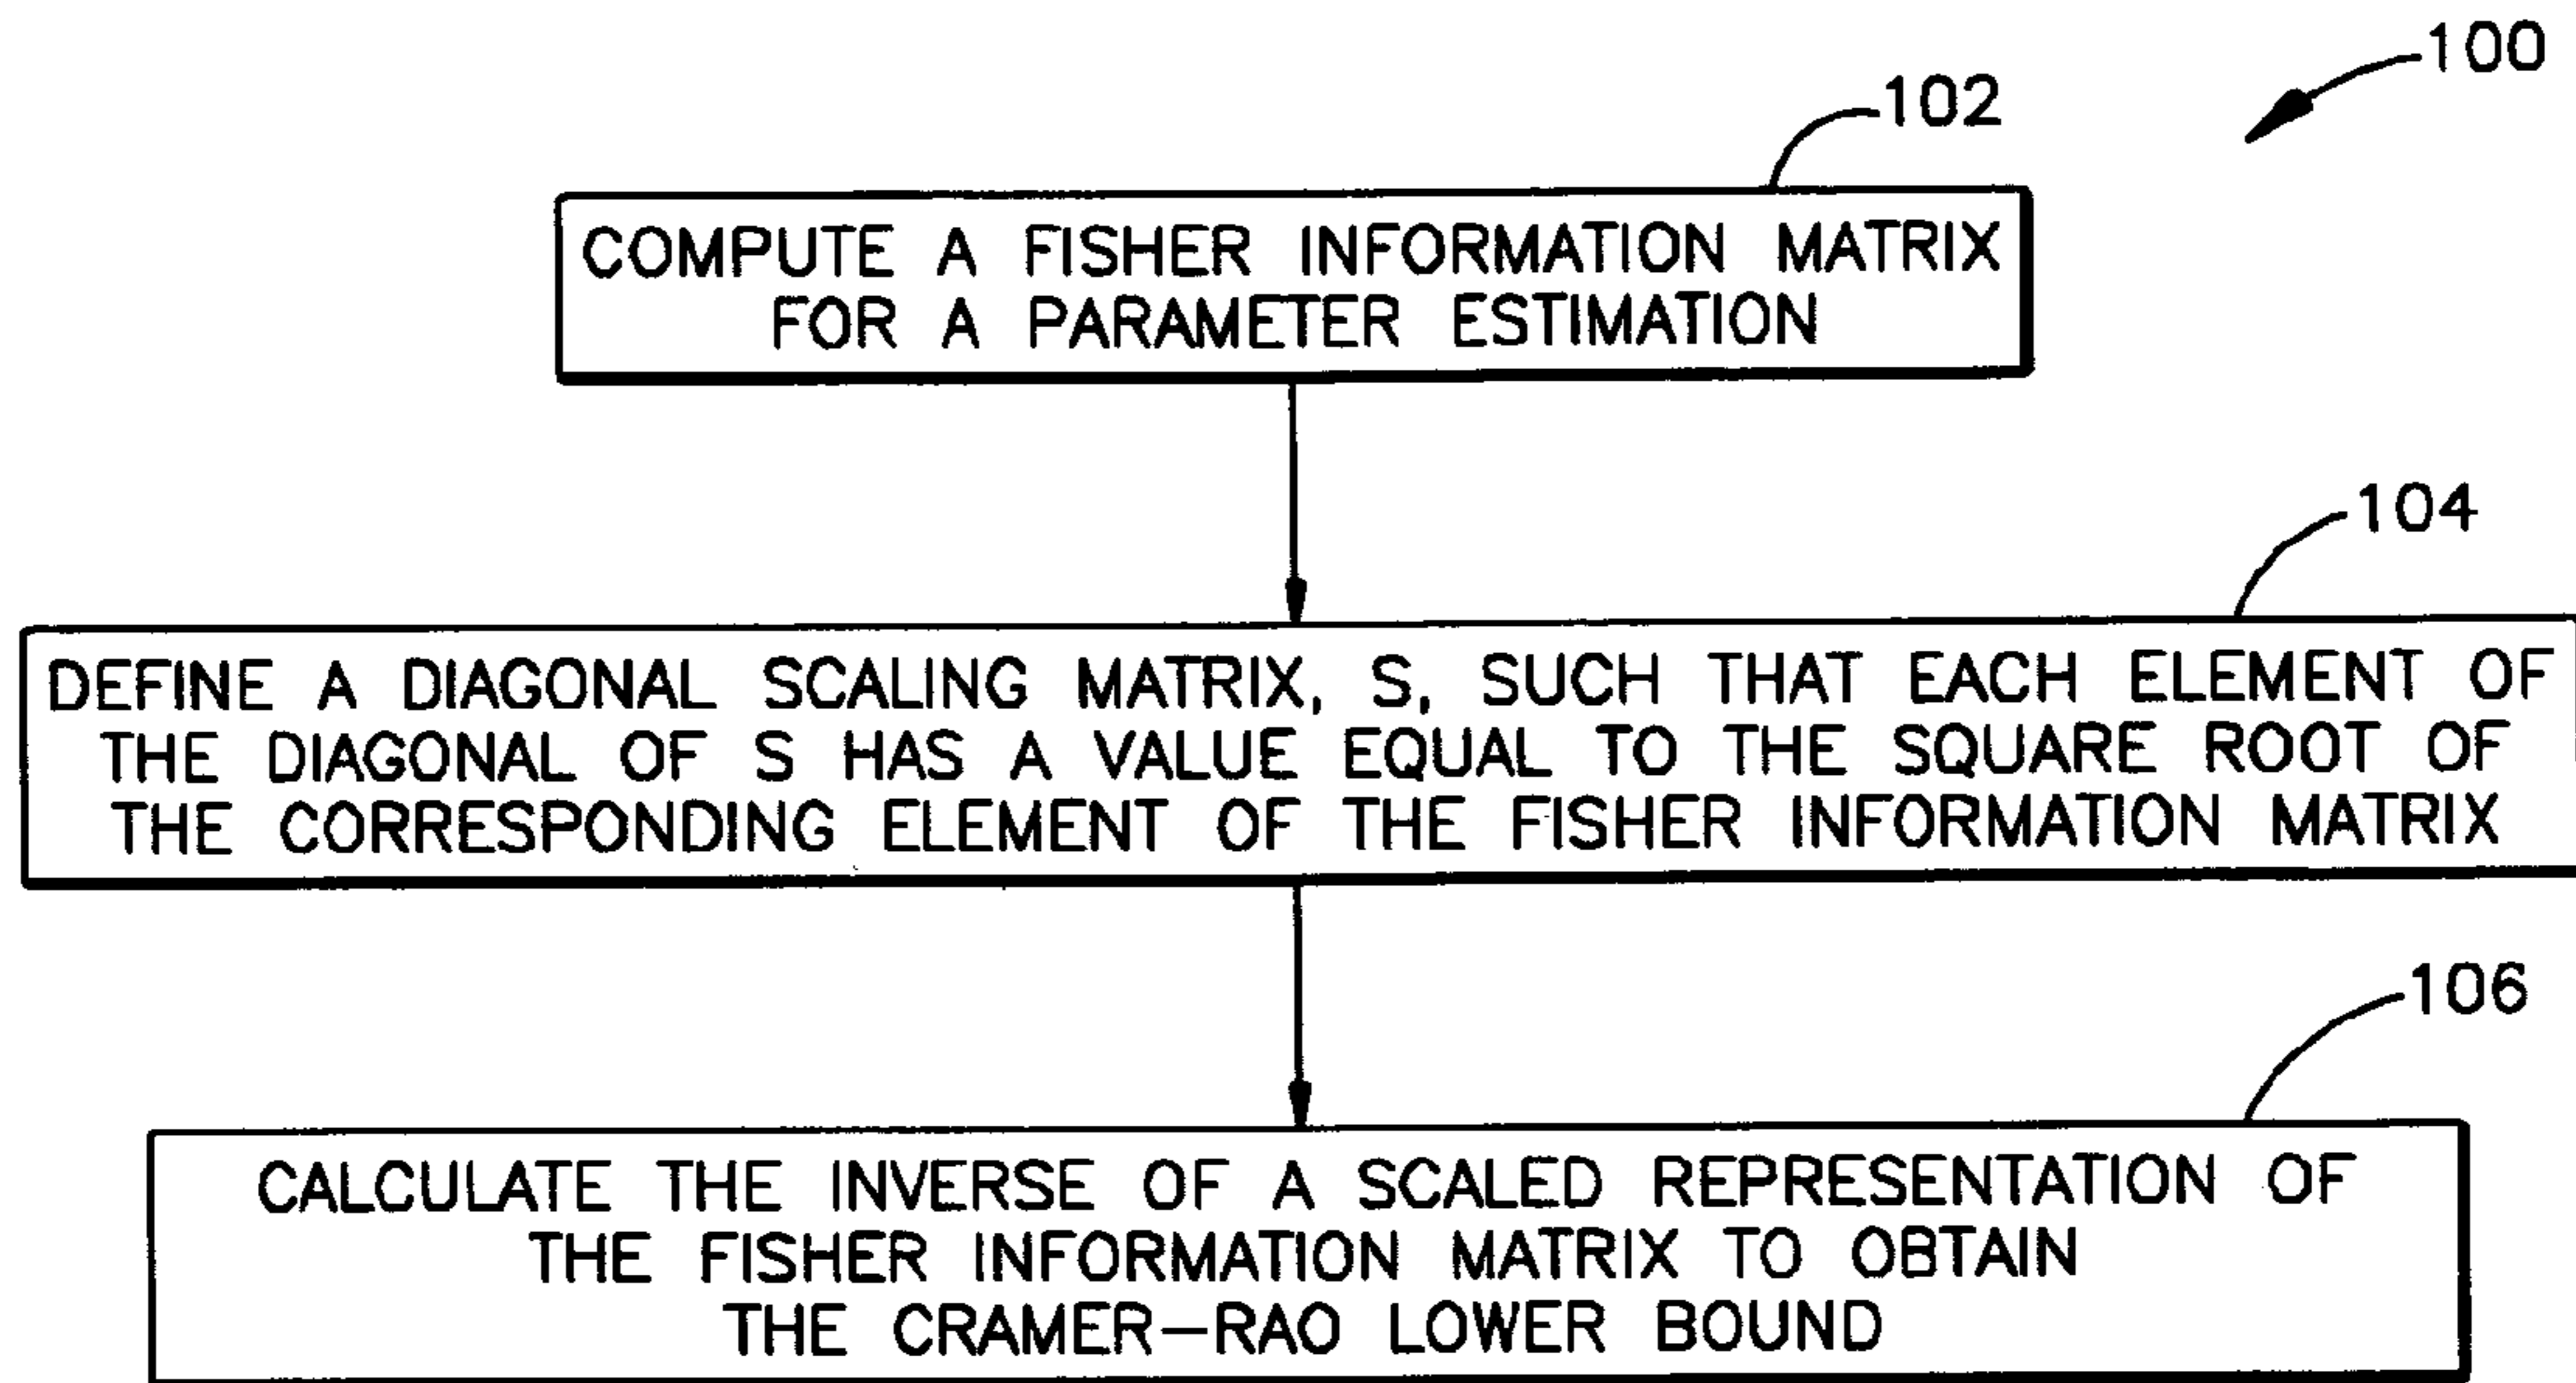 100
102
COMPUTE A FISHER INFORMATION MATRIX
FOR A PARAMETER ESTIMATION
104
DEFINE A DIAGONAL SCALING MATRIX, S, SUCH THAT EACH ELEMENT OF
THE DIAGONAL OF S HAS A VALUE EQUAL TO THE SQUARE ROOT OF
THE CORRESPONDING ELEMENT OF THE FISHER INFORMATION MATRIX
106
CALCULATE THE INVERSE OF A SCALED REPRESENTATION OF
THE FISHER INFORMATION MATRIX TO OBTAIN
THE CRAMER–RAO LOWER BOUND